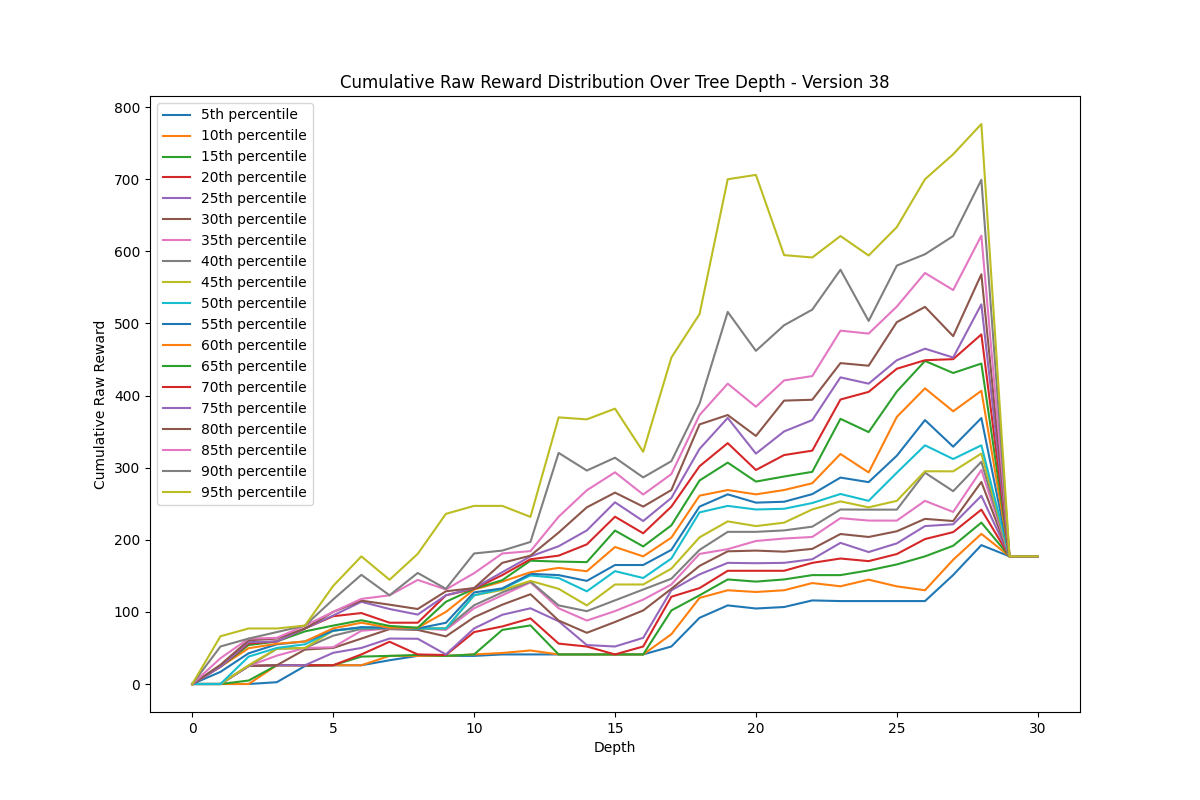 Cumulative Raw Reward Distribution Over Tree Depth - Version 38
800
700
600
500
400
300
200
100
0
Cumulative Raw Reward
5th percentile
10th percentile
15th percentile
20th percentile
25th percentile
30th percentile
35th percentile
40th percentile
45th percentile
50th percentile
55th percentile
60th percentile
65th percentile
70th percentile
75th percentile
80th percentile
85th percentile
90th percentile
95th percentile
0 5 10 15 20 25 30
Depth